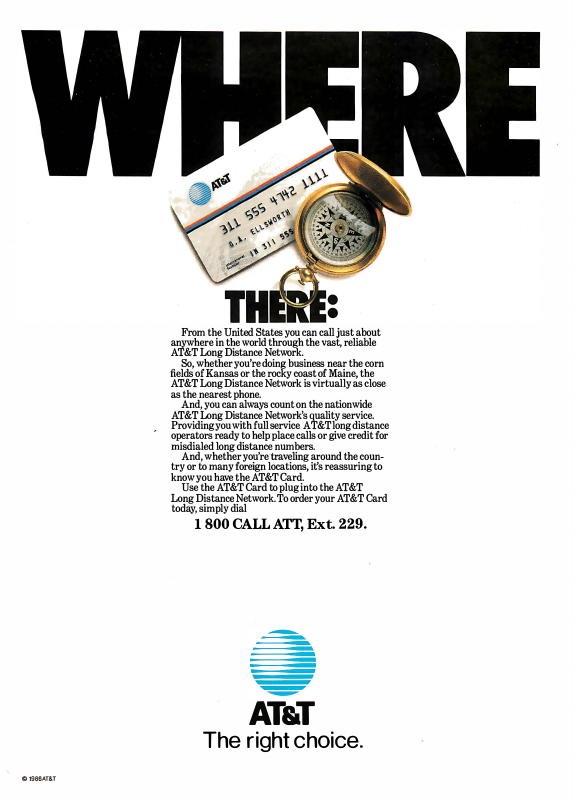 WHERE
AT&T
311 555 4742 1111
G.A. ELLSWORTH
IN 311 555
THERE:
From the United States you can call just about
anywhere in the world through the vast, reliable
AT&T Long Distance Network.
So, whether you're doing business near the corn
fields of Kansas or the rocky coast of Maine, the
AT&T Long Distance Network is virtually as close
as the nearest phone.
And, you can always count on the nationwide
AT&T Long Distance Network's quality service.
Providing you with full service AT&T long distance
operators ready to help place calls or give credit for
misdialed long distance numbers.
And, whether you're traveling around the coun-
try or to many foreign locations, it's reassuring to
know you have the AT&T Card.
Use the AT&T Card to plug into the AT&T
Long Distance Network. To order your AT&T Card
today, simply dial
1 800 CALL ATT, Ext. 229.
AT&T
The right choice.
© 1986 AT&T